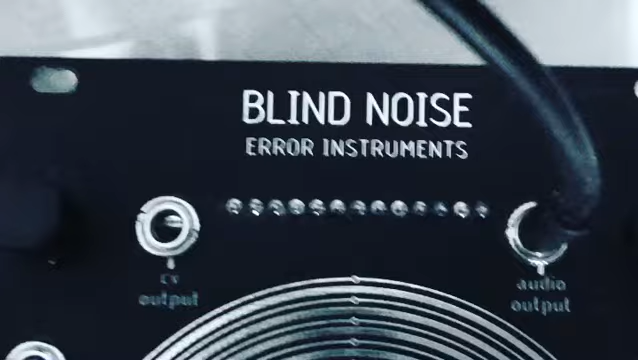 BLIND NOISE
ERROR INSTRUMENTS
cv
output
audio
output